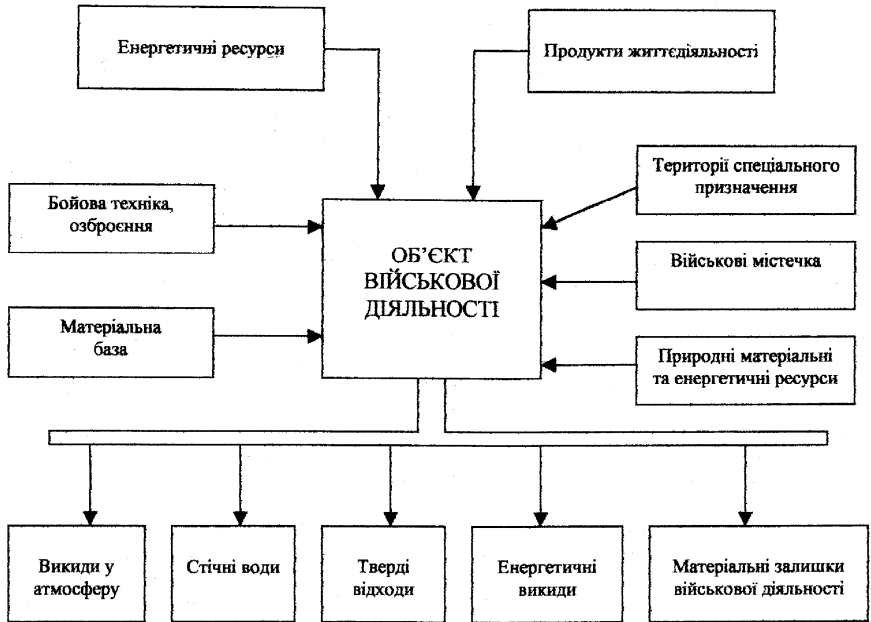 Енергетичні ресурси
Продукти життєдіяльності
Бойова техніка,
озброєння
Матеріальна
база
ОБ’ЄКТ
ВІЙСЬКОВОЇ
ДІЯЛЬНОСТІ
Території спеціального
призначення
Військові містечка
Природні матеріальні
та енергетичні ресурси
Викиди у
атмосферу
Стічні води
Тверді
відходи
Енергетичні
викиди
Матеріальні залишки
військової діяльності